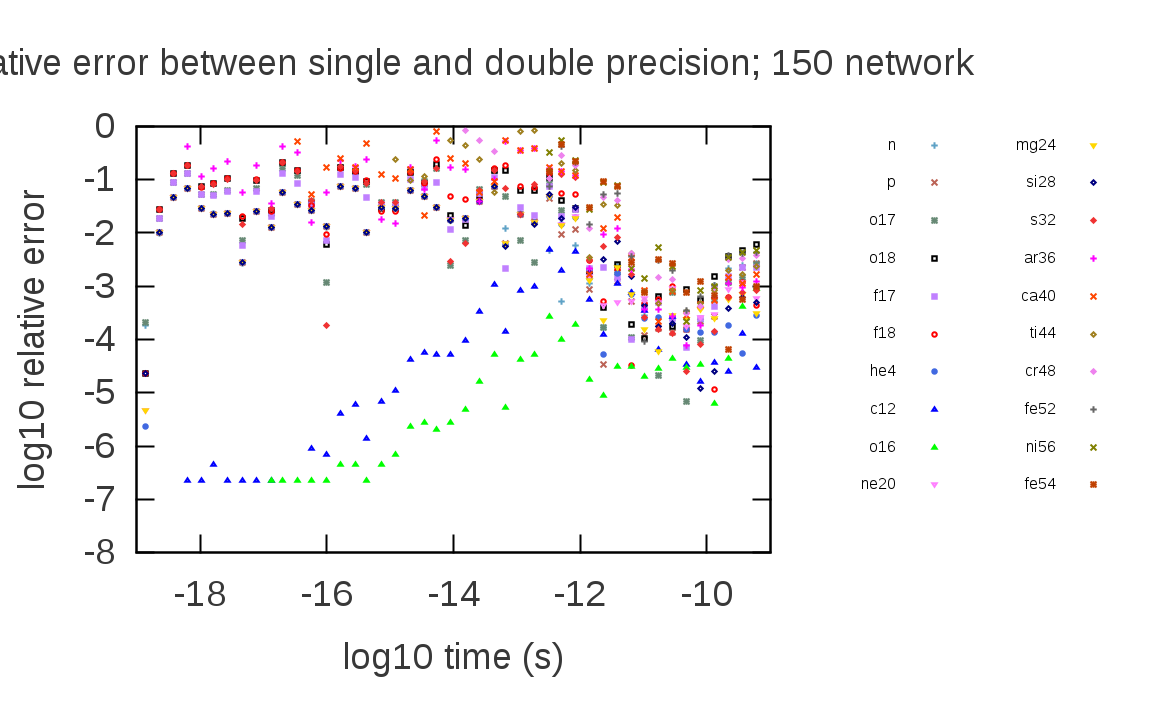 ative error between single and double precision; 150 network
0
-1
-2
-3
-4
-5
-6
-7
-8
log10 relative error
-18 -16 -14 -12 -10
log10 time (s)
n
p
o17
o18
f17
f18
he4
c12
o16
ne20
mg24
si28
s32
ar36
ca40
ti44
cr48
fe52
ni56
fe54